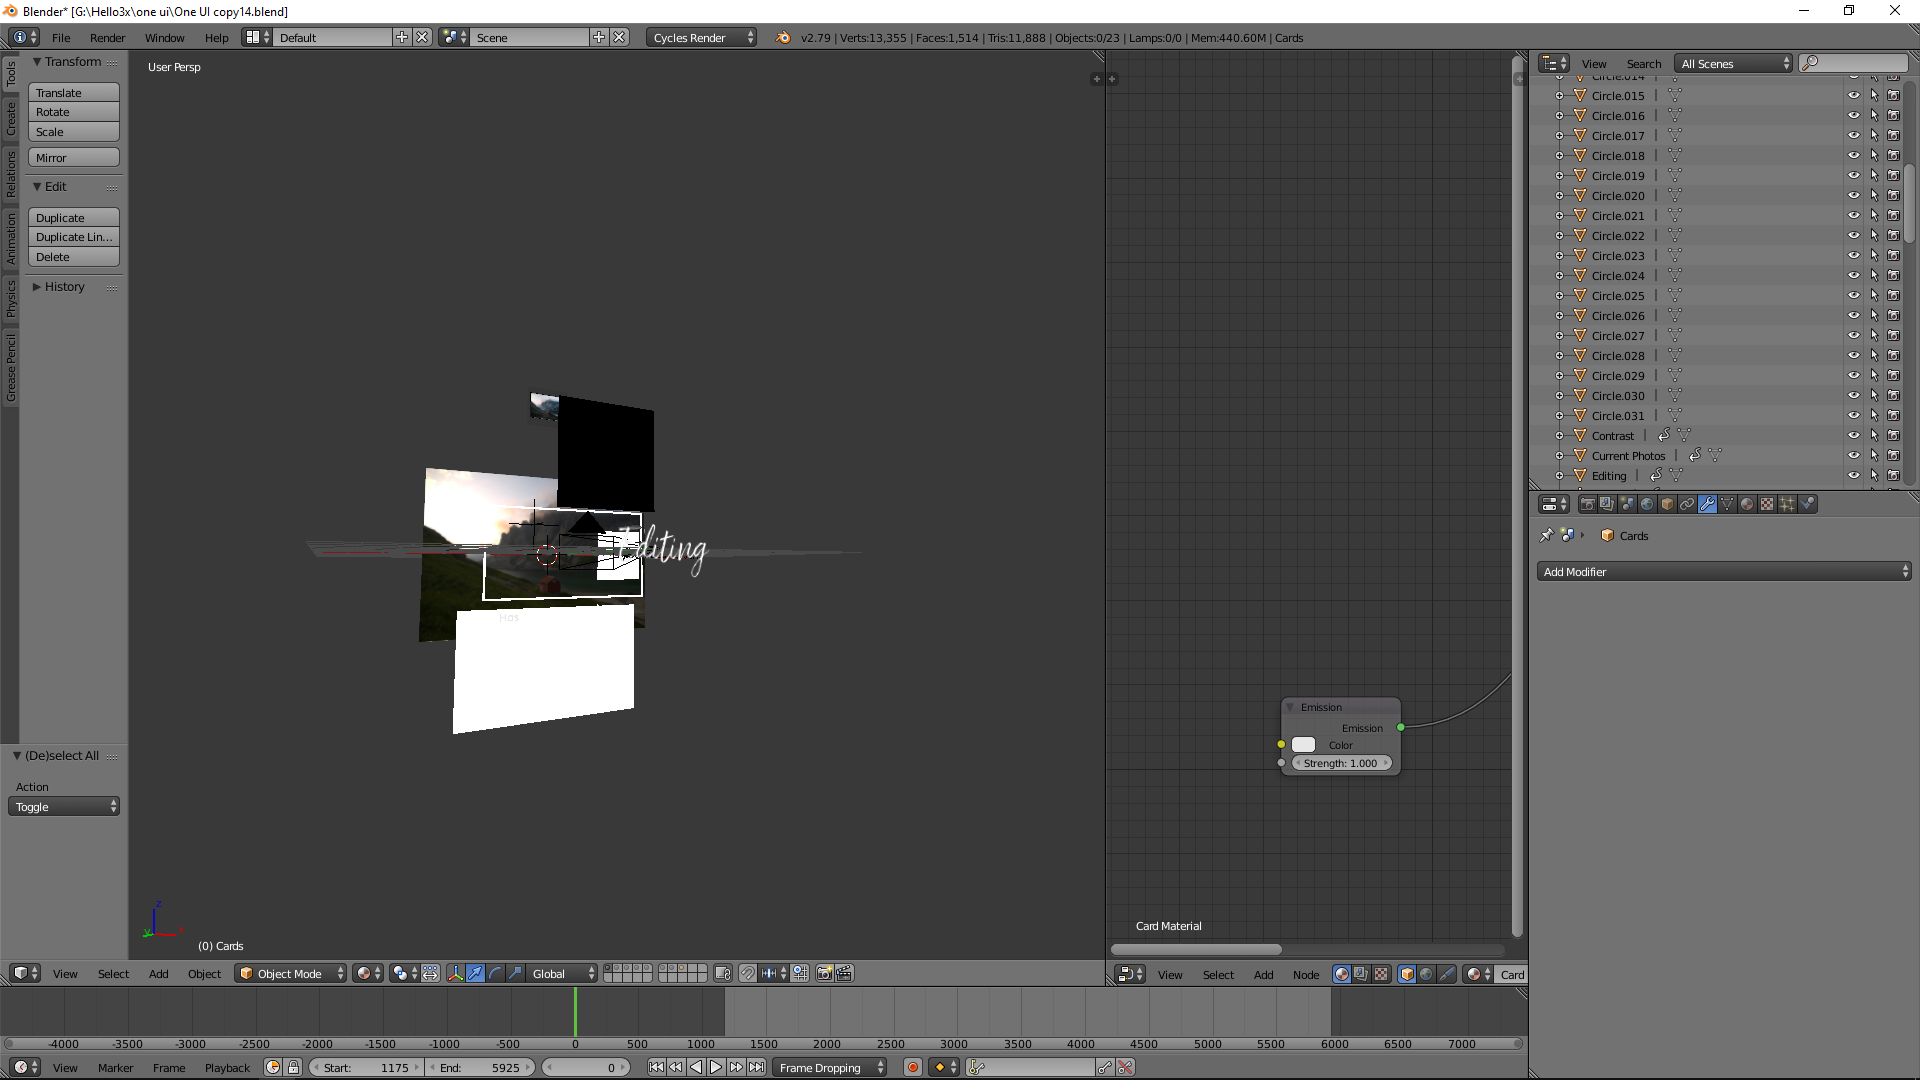 Blender* [G:\Hello3x\one ui\One UI copy14.blend]
File Render Window Help Default Scene Cycles Render v2.79 | Verts:13,355 | Faces:1,514 | Tris:11,888 | Objects:0/23 | Lamps:0/0 | Mem:440.60M | Cards
Tools
Create
Relations
Animation
Physics
Grease Pencil
Transform
Translate
Rotate
Scale
Mirror
Edit
Duplicate
Duplicate Lin...
Delete
History
(De)select All
Action
Toggle
User Persp
Editing
Has
z
y
x
(0) Cards
View Select Add Object Object Mode Global
Emission
Emission
Color
Strength: 1.000
Card Material
View Select Add Node Card
View Search All Scenes
Circle.014
Circle.015
Circle.016
Circle.017
Circle.018
Circle.019
Circle.020
Circle.021
Circle.022
Circle.023
Circle.024
Circle.025
Circle.026
Circle.027
Circle.028
Circle.029
Circle.030
Circle.031
Contrast
Current Photos
Editing
Cards
Add Modifier
-4000 -3500 -3000 -2500 -2000 -1500 -1000 -500 0 500 1000 1500 2000 2500 3000 3500 4000 4500 5000 5500 6000 6500 7000
View Marker Frame Playback Start: 1175 End: 5925 0 Frame Dropping